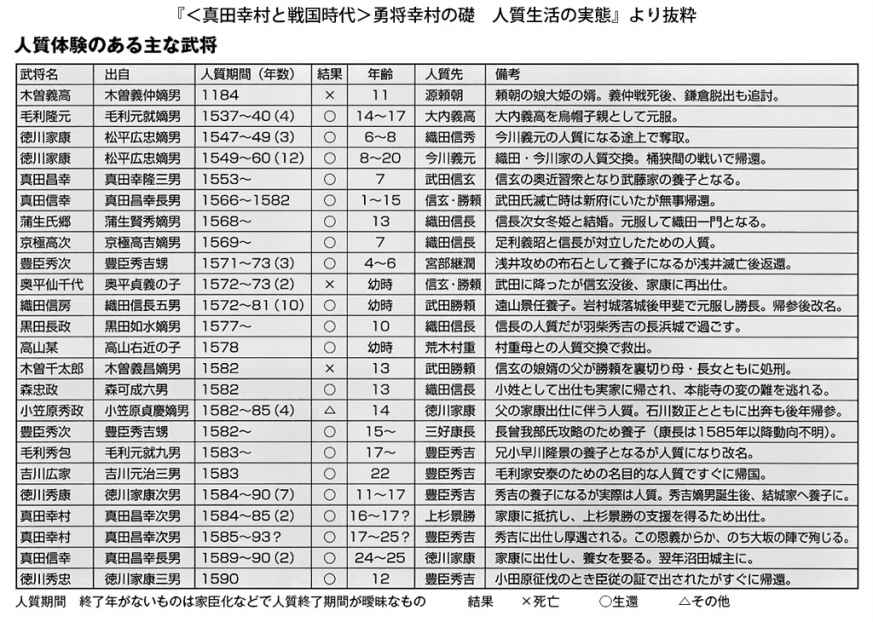 『＜真田幸村と戦国時代＞勇将幸村の礎　人質生活の実態』より抜粋
人質体験のある主な武将
武将名 出自 人質期間（年数） 結果 年齢 人質先 備考
木曽義高 木曽義仲嫡男 1184 × 11 源頼朝 頼朝の娘大姫の婿。義仲戦死後、鎌倉脱出も追討。
毛利隆元 毛利元就嫡男 1537〜40（4） ○ 14〜17 大内義高 大内義高を烏帽子親として元服。
徳川家康 松平広忠嫡男 1547〜49（3） ○ 6〜8 織田信秀 今川義元の人質になる途上で奪取。
徳川家康 松平広忠嫡男 1549〜60（12） ○ 8〜20 今川義元 織田・今川家の人質交換。桶狭間の戦いで帰還。
真田昌幸 真田幸隆三男 1553〜 ○ 7 武田信玄 信玄の奥近習衆となり武藤家の養子となる。
真田信幸 真田昌幸長男 1566〜1582 ○ 1〜15 信玄・勝頼 武田氏滅亡時は新府にいたが無事帰還。
蒲生氏郷 蒲生賢秀嫡男 1568〜 ○ 13 織田信長 信長次女冬姫と結婚。元服して織田一門となる。
京極高次 京極高吉嫡男 1569〜 ○ 7 織田信長 足利義昭と信長が対立したための人質。
豊臣秀次 豊臣秀吉甥 1571〜73（3） ○ 4〜6 宮部継潤 浅井攻めの布石として養子になるが浅井滅亡後返還。
奥平仙千代 奥平貞義の子 1572〜73（2） × 幼時 信玄・勝頼 武田に降ったが信玄没後、家康に再出仕。
織田信房 織田信長五男 1572〜81（10） ○ 幼時 武田勝頼 遠山景任養子。岩村城落城後甲斐で元服し勝長。帰参後改名。
黒田長政 黒田如水嫡男 1577〜 ○ 10 織田信長 信長の人質だが羽柴秀吉の長浜城で過ごす。
高山某 高山右近の子 1578 ○ 幼時 荒木村重 村重母との人質交換で救出。
木曽千太郎 木曽義昌嫡男 1582 × 13 武田勝頼 信玄の娘婿の父が勝頼を裏切り母・長女ともに処刑。
森忠政 森可成六男 1582 ○ 13 織田信長 小姓として出仕も実家に帰され、本能寺の変の難を逃れる。
小笠原秀政 小笠原貞慶嫡男 1582〜85（4） △ 14 徳川家康 父の家康出仕に伴う人質。石川数正とともに出奔も後年帰参。
豊臣秀次 豊臣秀吉甥 1582〜 ○ 15〜 三好康長 長曾我部氏攻略のため養子（康長は1585年以降動向不明）。
毛利秀包 毛利元就九男 1583〜 ○ 17〜 豊臣秀吉 兄小早川隆景の養子となるが人質になり改名。
吉川広家 吉川元治三男 1583 ○ 22 豊臣秀吉 毛利家安泰のための名目的な人質ですぐに帰国。
徳川秀康 徳川家康次男 1584〜90（7） ○ 11〜17 豊臣秀吉 秀吉の養子になるが実際は人質。秀吉嫡男誕生後、結城家へ養子に。
真田幸村 真田昌幸次男 1584〜85（2） ○ 16〜17？ 上杉景勝 家康に抵抗し、上杉景勝の支援を得るため出仕。
真田幸村 真田昌幸次男 1585〜93？ ○ 17〜25？ 豊臣秀吉 秀吉に出仕し厚遇される。この恩義からか、のち大坂の陣で殉じる。
真田信幸 真田昌幸長男 1589〜90（2） ○ 24〜25 徳川家康 家康に出仕し、養女を娶る。翌年沼田城主に。
徳川秀忠 徳川家康三男 1590 ○ 12 豊臣秀吉 小田原征伐のとき臣従の証で出されたがすぐに帰還。
人質期間　終了年がないものは家臣化などで人質終了期間が曖昧なもの　結果　×死亡　○生還　△その他